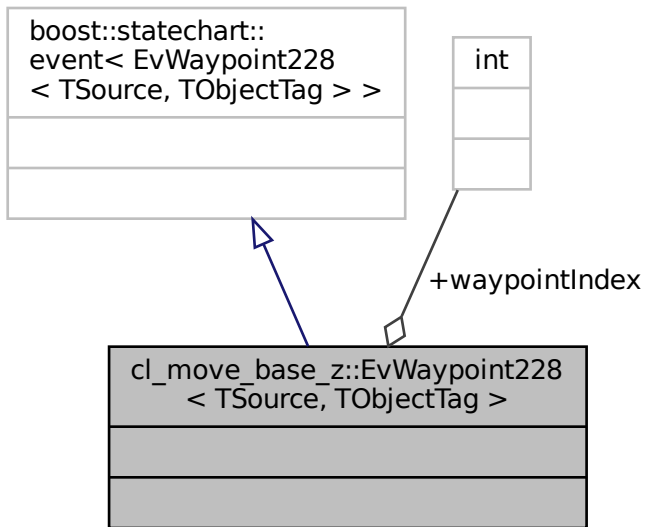 boost::statechart::
event< EvWaypoint228
< TSource, TObjectTag > >
int
+waypointIndex
cl_move_base_z::EvWaypoint228
< TSource, TObjectTag >